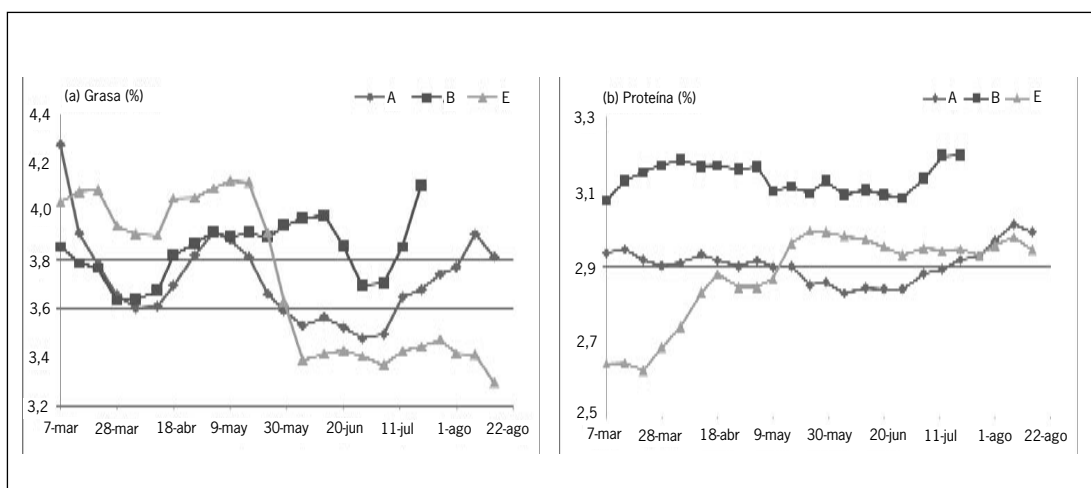 (a) Grasa (%)
A B E
4,4
4,2
4,0
3,8
3,6
3,4
3,2
7-mar 28-mar 18-abr 9-may 30-may 20-jun 11-jul 1-ago 22-ago
(b) Proteína (%)
A B E
3,3
3,1
2,9
2,7
2,5
7-mar 28-mar 18-abr 9-may 30-may 20-jun 11-jul 1-ago 22-ago